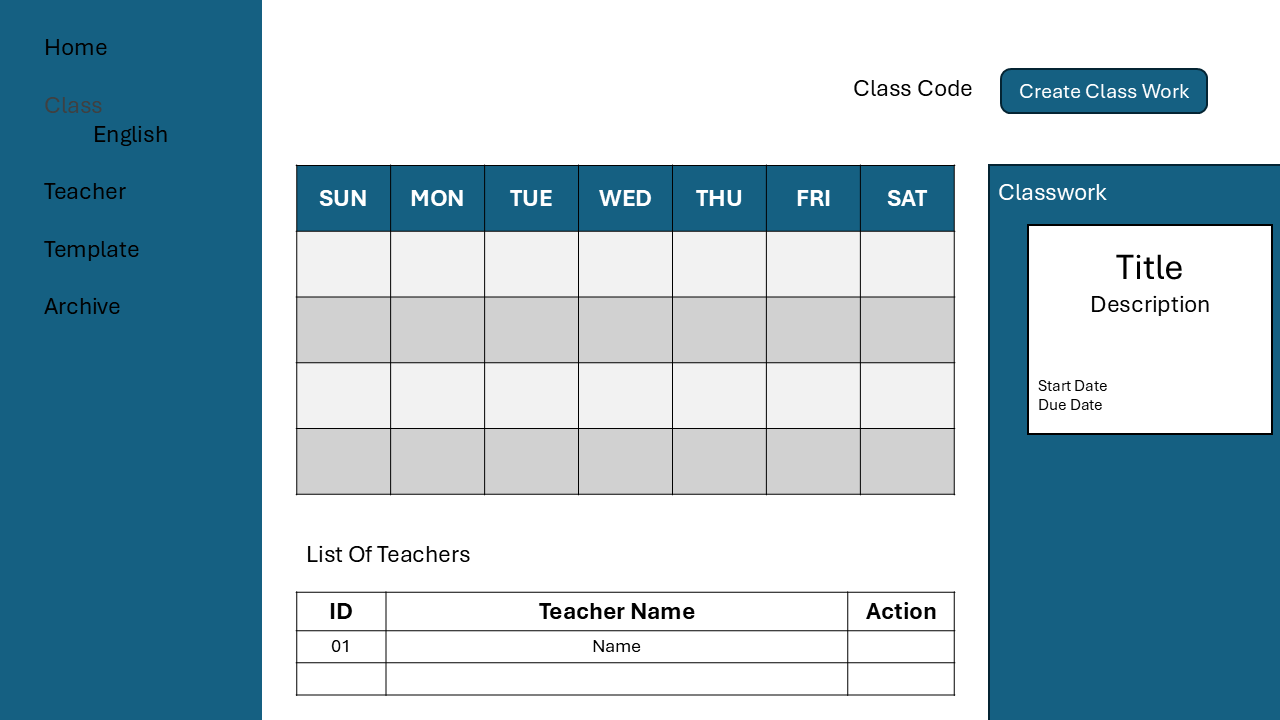 Home
Class
English
Teacher
Template
Archive
Class Code
Create Class Work
SUN MON TUE WED THU FRI SAT
Classwork
Title
Description
Start Date
Due Date
List Of Teachers
ID Teacher Name Action
01 Name